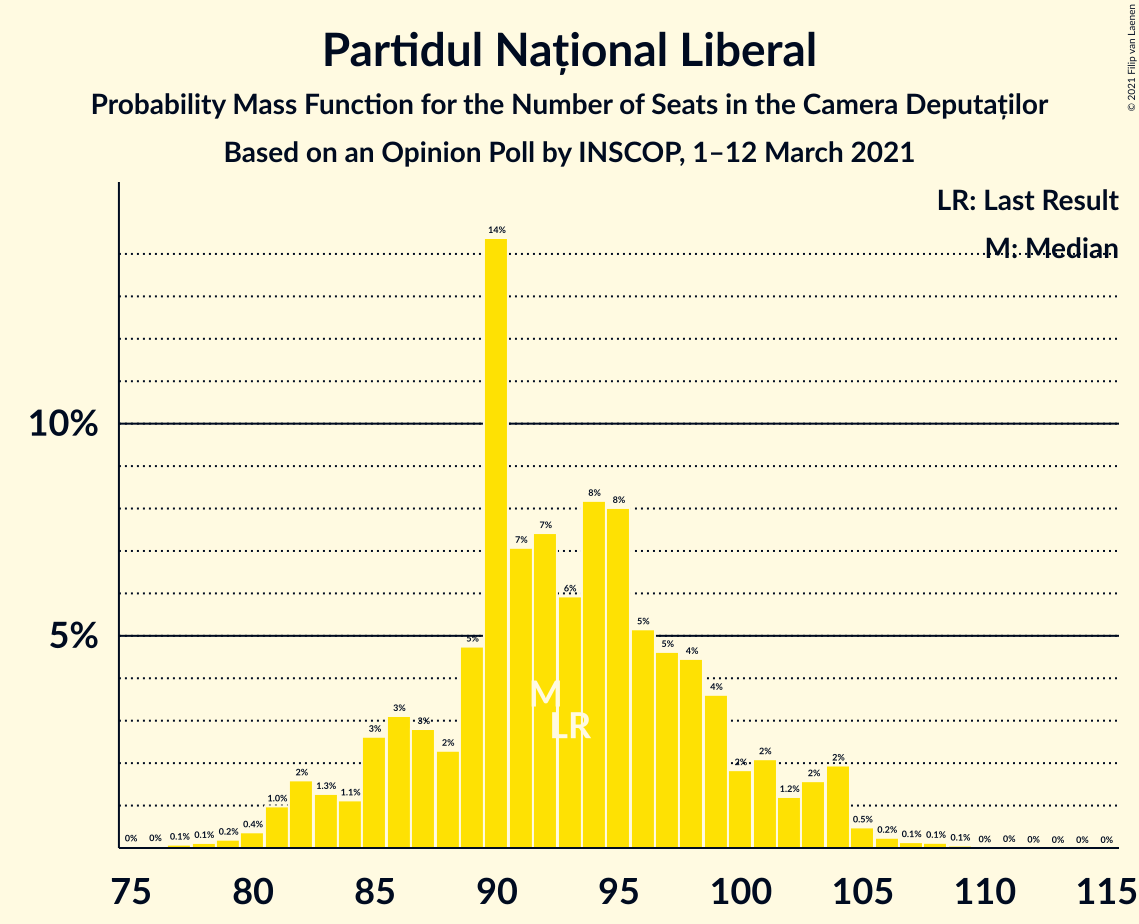 Partidul Național Liberal
Probability Mass Function for the Number of Seats in the Camera Deputaților
Based on an Opinion Poll by INSCOP, 1–12 March 2021
© 2021 Filip van Laenen
LR: Last Result
M: Median
10%
5%
0% 0% 0.1% 0.1% 0.2% 0.4% 1.0% 2% 1.3% 1.1% 3% 3% 3% 2% 5% 14% 7% 7% 6% 8% 8% 5% 5% 4% 4% 2% 2% 1.2% 2% 2% 0.5% 0.2% 0.1% 0.1% 0.1% 0% 0% 0% 0% 0% 0%
M
LR
75 80 85 90 95 100 105 110 115